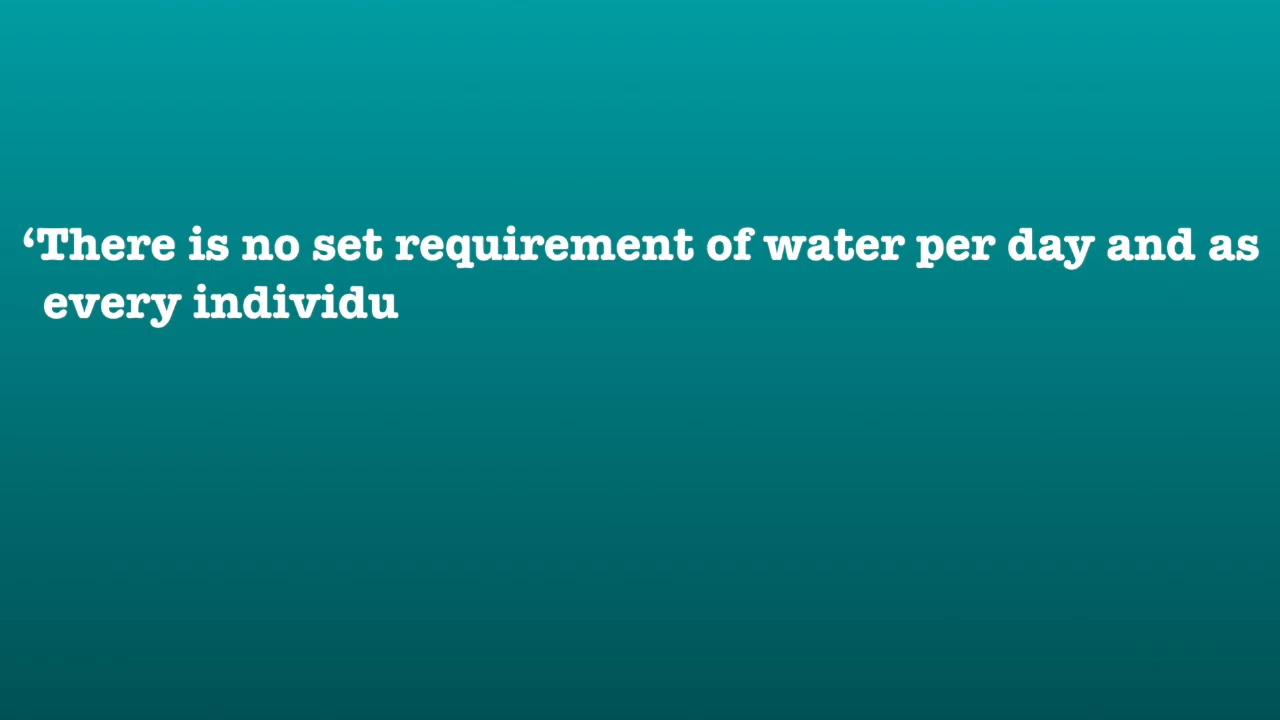 ‘There is no set requirement of water per day and as
every individu